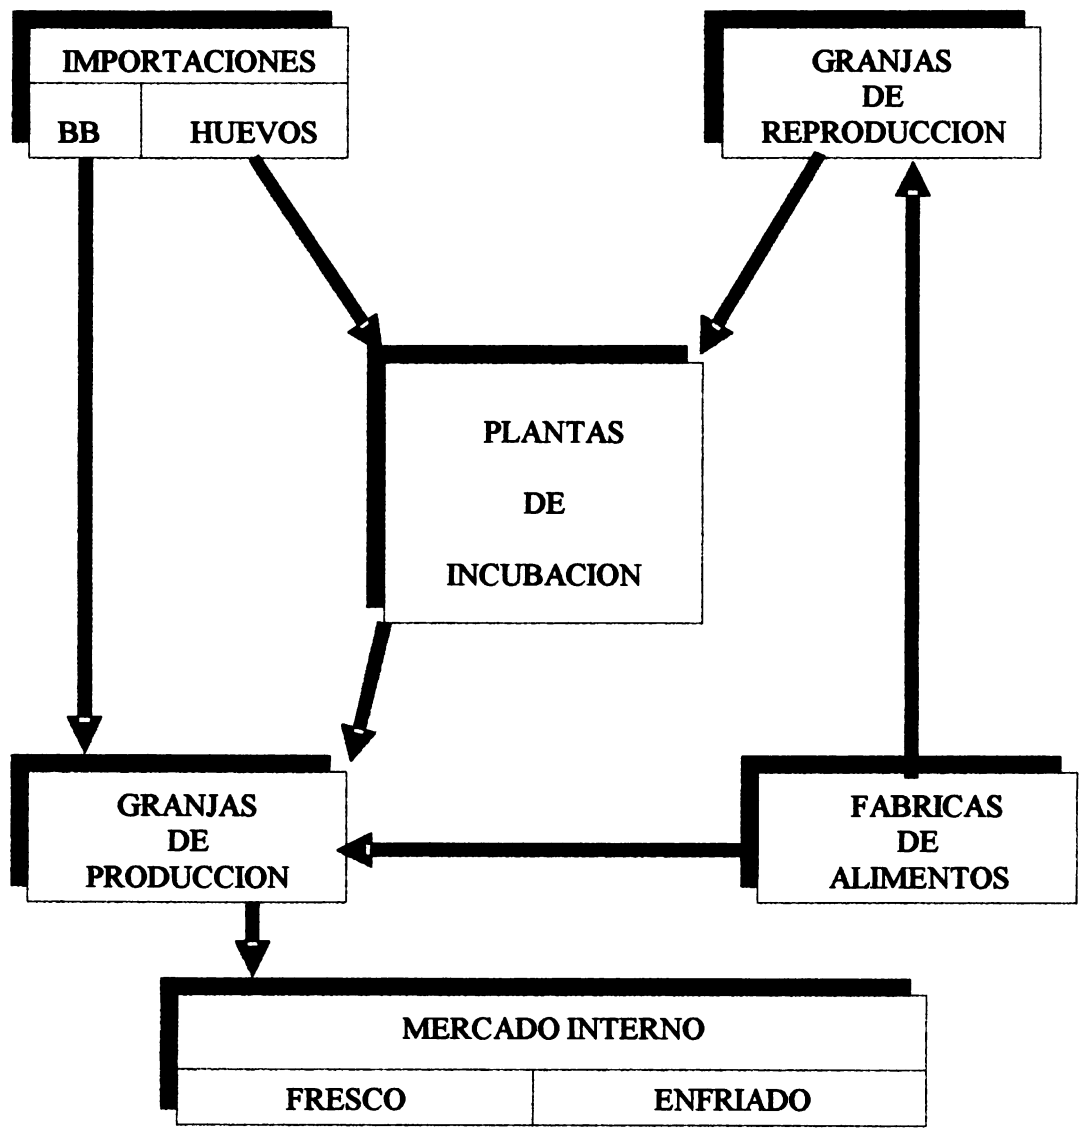 IMPORTACIONES
BB
HUEVOS
GRANJAS
DE
REPRODUCCION
PLANTAS
DE
INCUBACION
GRANJAS
DE
PRODUCCION
FABRICAS
DE
ALIMENTOS
MERCADO INTERNO
FRESCO
ENFRIADO